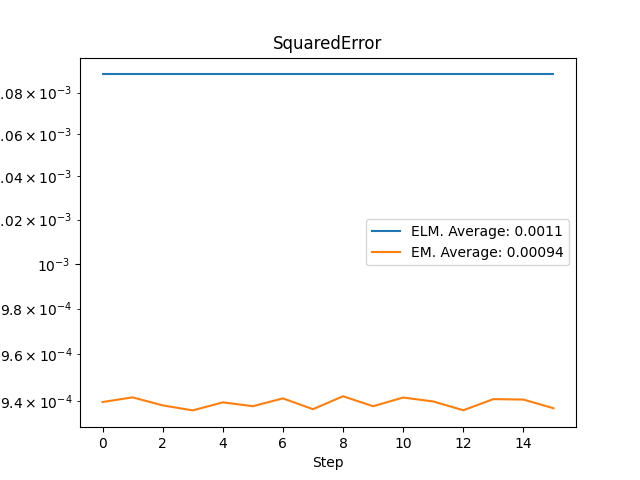 SquaredError
.08 × 10⁻³
.06 × 10⁻³
.04 × 10⁻³
.02 × 10⁻³
10⁻³
9.8 × 10⁻⁴
9.6 × 10⁻⁴
9.4 × 10⁻⁴
ELM. Average: 0.0011
EM. Average: 0.00094
0 2 4 6 8 10 12 14
Step